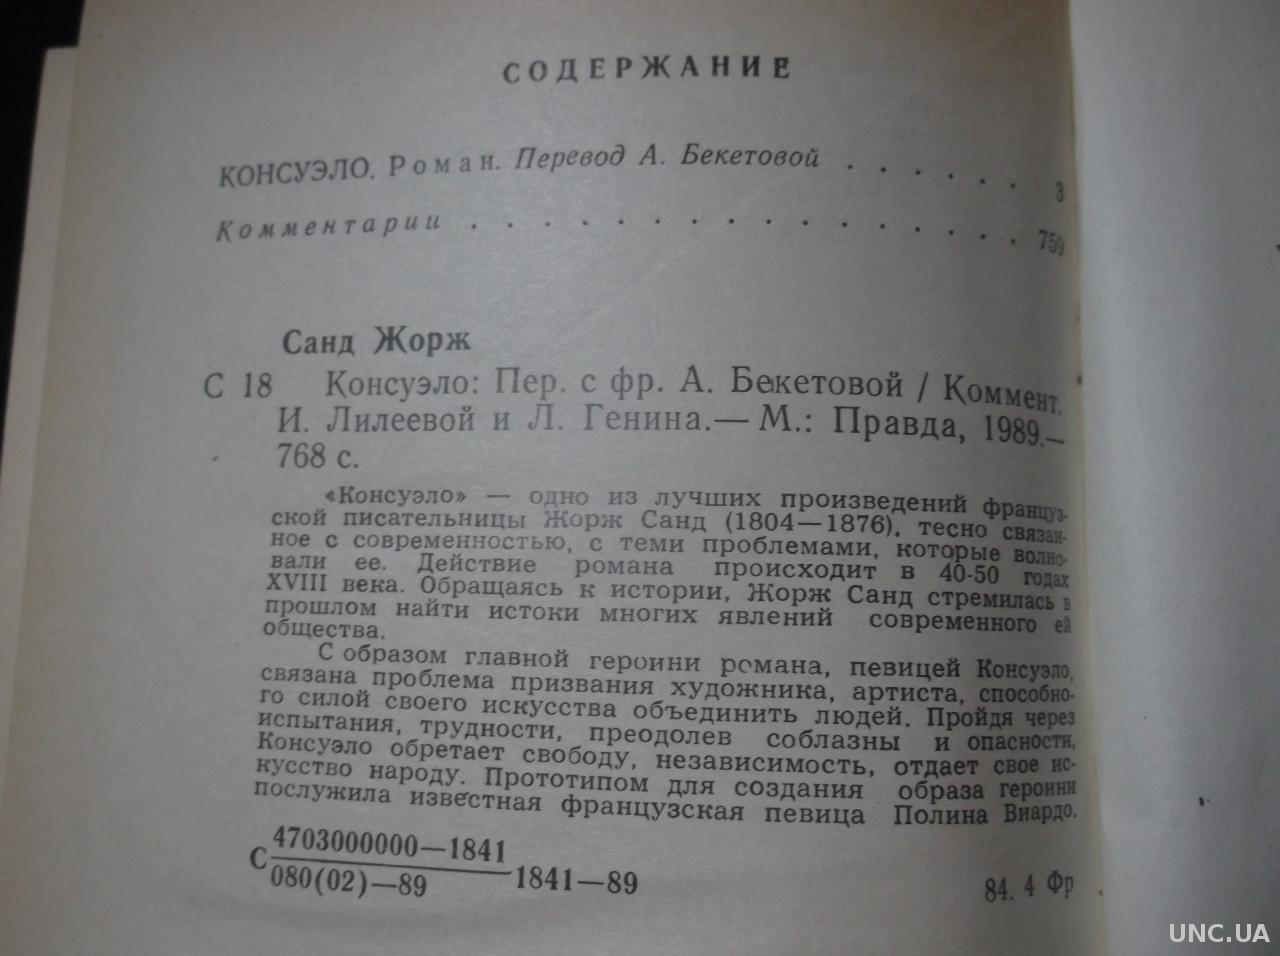 СОДЕРЖАНИЕ
КОНСУЭЛО. Роман. Перевод А. Бекетовой . . . . . . 3
Комментарии . . . . . . . . . . . . . . . 759
Санд Жорж
С 18 Консуэло: Пер. с фр. А. Бекетовой / Коммент.
И. Лилеевой и Л. Генина.— М.: Правда, 1989.—
768 с.
«Консуэло» — одно из лучших произведений француз-
ской писательницы Жорж Санд (1804—1876), тесно связан-
ное с современностью, с теми проблемами, которые волно-
вали ее. Действие романа происходит в 40-50 годах
XVIII века. Обращаясь к истории, Жорж Санд стремилась в
прошлом найти истоки многих явлений современного ей
общества.
С образом главной героини романа, певицей Консуэло,
связана проблема призвания художника, артиста, способно-
го силой своего искусства объединить людей. Пройдя через
испытания, трудности, преодолев соблазны и опасности,
Консуэло обретает свободу, независимость, отдает свое ис-
кусство народу. Прототипом для создания образа героини
послужила известная французская певица Полина Виардо.
С 4703000000—1841
080(02)—89 1841—89
84. 4 Фр
UNC.UA